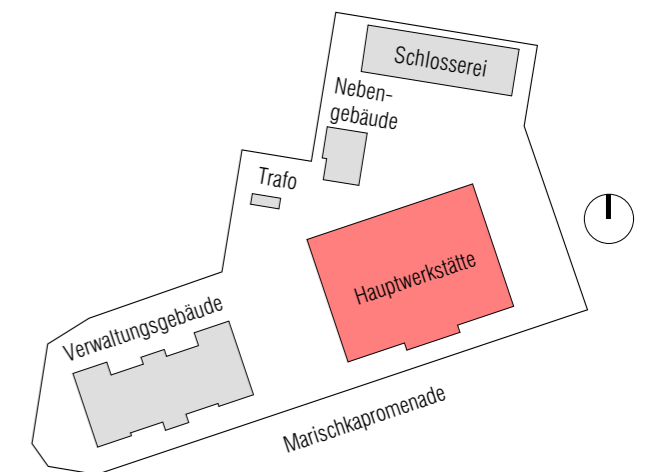 Schlosserei
Neben-
gebäude
Trafo
Hauptwerkstätte
Verwaltungsgebäude
Marischkapromenade